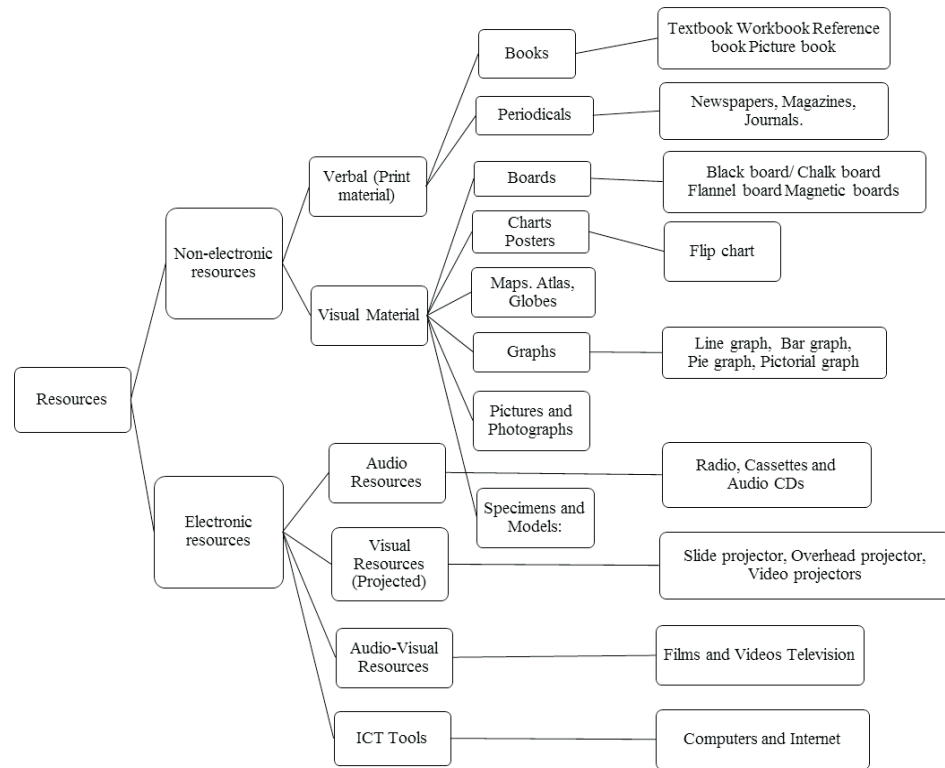 Resources
Non-electronic
resources
Electronic
resources
Verbal (Print
material)
Visual Material
Books
Textbook Workbook Reference
book Picture book
Periodicals
Newspapers, Magazines,
Journals.
Boards
Black board/ Chalk board
Flannel board Magnetic boards
Charts
Posters
Flip chart
Maps. Atlas,
Globes
Graphs
Line graph, Bar graph,
Pie graph, Pictorial graph
Pictures and
Photographs
Specimens and
Models:
Audio
Resources
Radio, Cassettes and
Audio CDs
Visual
Resources
(Projected)
Slide projector, Overhead projector,
Video projectors
Audio-Visual
Resources
Films and Videos Television
ICT Tools
Computers and Internet